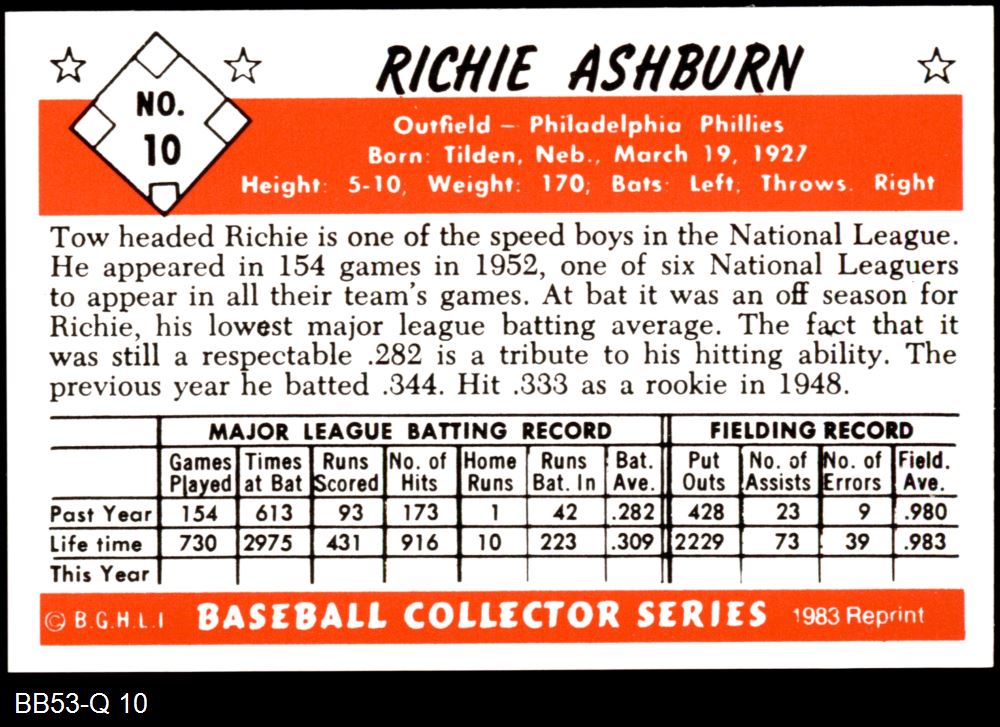 RICHIE ASHBURN
NO.
10
Outfield – Philadelphia Phillies
Born: Tilden, Neb., March 19, 1927
Height: 5-10, Weight: 170; Bats: Left; Throws: Right
Tow headed Richie is one of the speed boys in the National League.
He appeared in 154 games in 1952, one of six National Leaguers
to appear in all their team's games. At bat it was an off season for
Richie, his lowest major league batting average. The fact that it
was still a respectable .282 is a tribute to his hitting ability. The
previous year he batted .344. Hit .333 as a rookie in 1948.
MAJOR LEAGUE BATTING RECORD FIELDING RECORD
Games Times Runs No. of Home Runs Bat. Put No. of No. of Field.
Played at Bat Scored Hits Runs Bat. In Ave. Outs Assists Errors Ave.
Past Year 154 613 93 173 1 42 .282 428 23 9 .980
Life time 730 2975 431 916 10 223 .309 2229 73 39 .983
This Year
© B.G.H.L.I BASEBALL COLLECTOR SERIES 1983 Reprint
BB53-Q 10